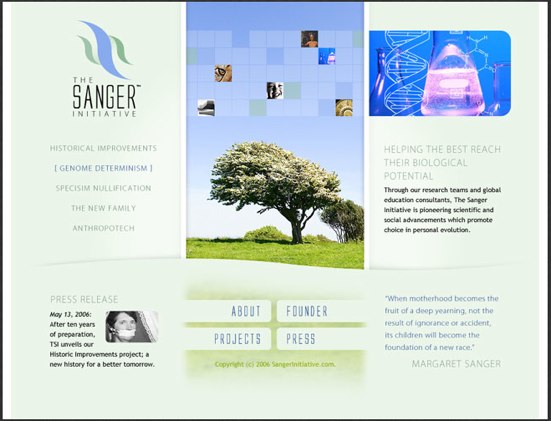 THE
SANGER™
INITIATIVE
HISTORICAL IMPROVEMENTS
[ GENOME DETERMINISM ]
SPECISIM NULLIFICATION
THE NEW FAMILY
ANTHROPOTECH
HELPING THE BEST REACH
THEIR BIOLOGICAL
POTENTIAL
Through our research teams and global
education consultants, The Sanger
Initiative is pioneering scientific and
social advancements which promote
choice in personal evolution.
PRESS RELEASE
May 13, 2006:
After ten years
of preparation,
TSI unveils our
Historic Improvements project; a
new history for a better tomorrow.
ABOUT
FOUNDER
PROJECTS
PRESS
Copyright (c) 2006 SangerInitiative.com.
"When motherhood becomes the
fruit of a deep yearning, not the
result of ignorance or accident,
its children will become the
foundation of a new race."
MARGARET SANGER